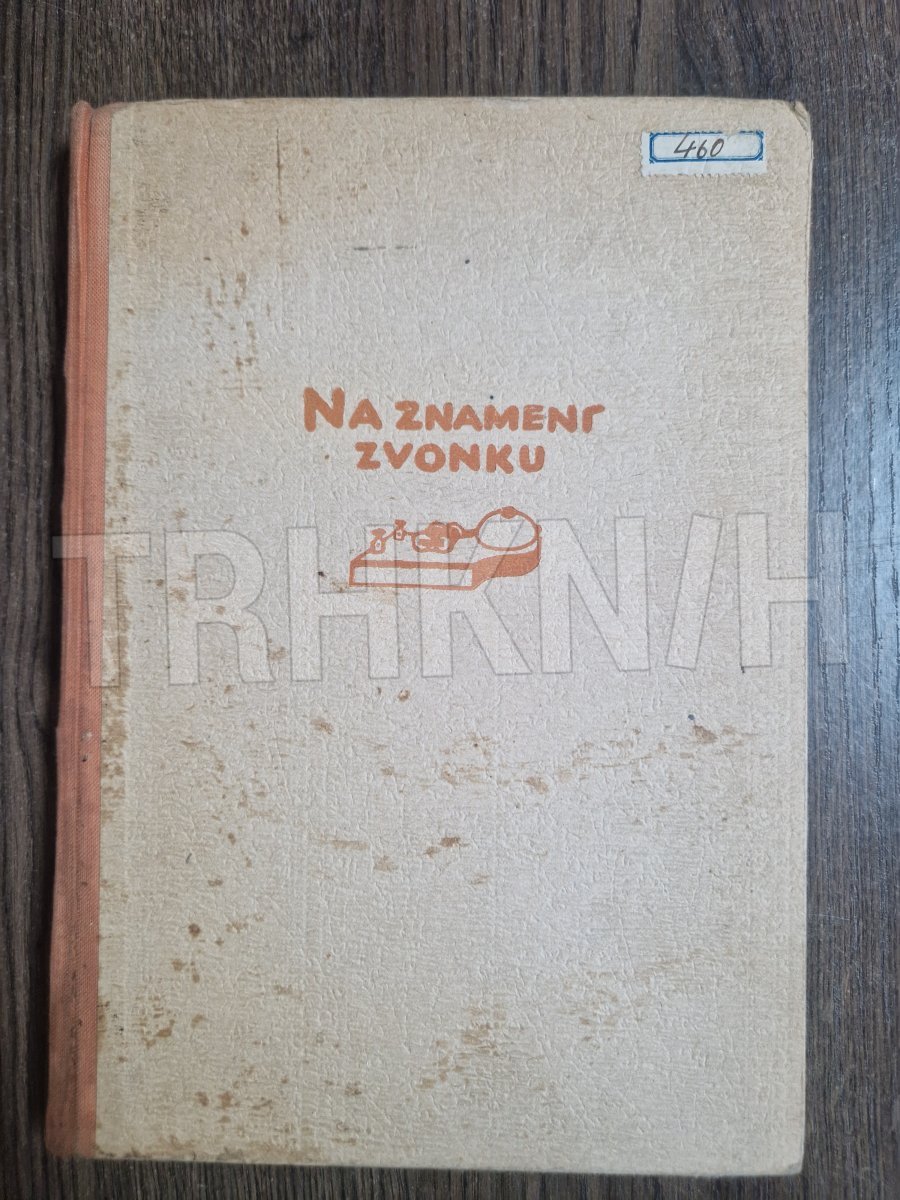 460
NA ZNAMENÍ
ZVONKU
TRHKNIH